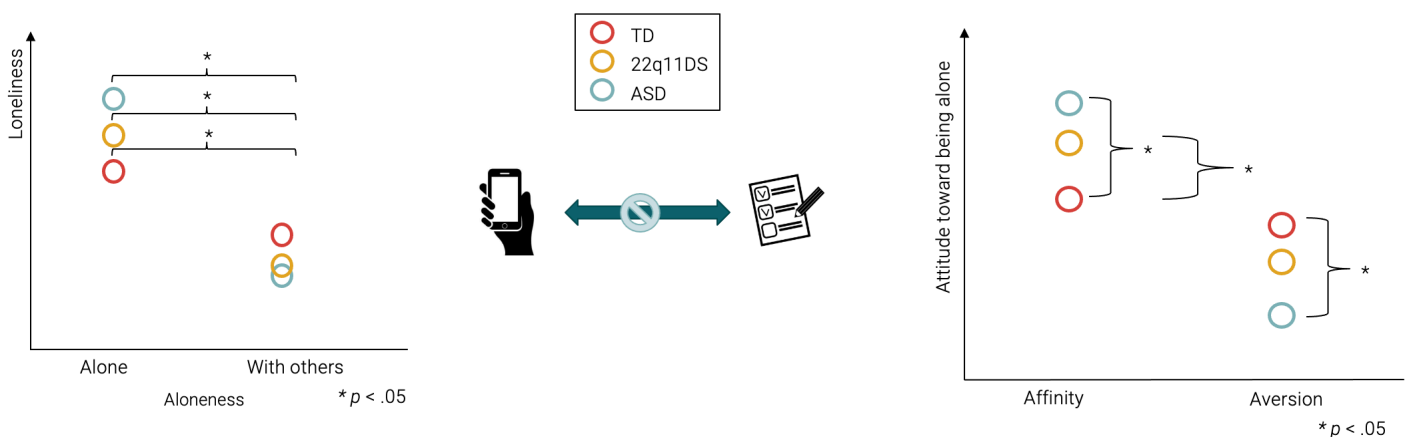 Loneliness
*
*
*
Alone
With others
Aloneness
* p < .05
TD
22q11DS
ASD
V
V
Attitude toward being alone
*
*
*
Affinity
Aversion
* p < .05